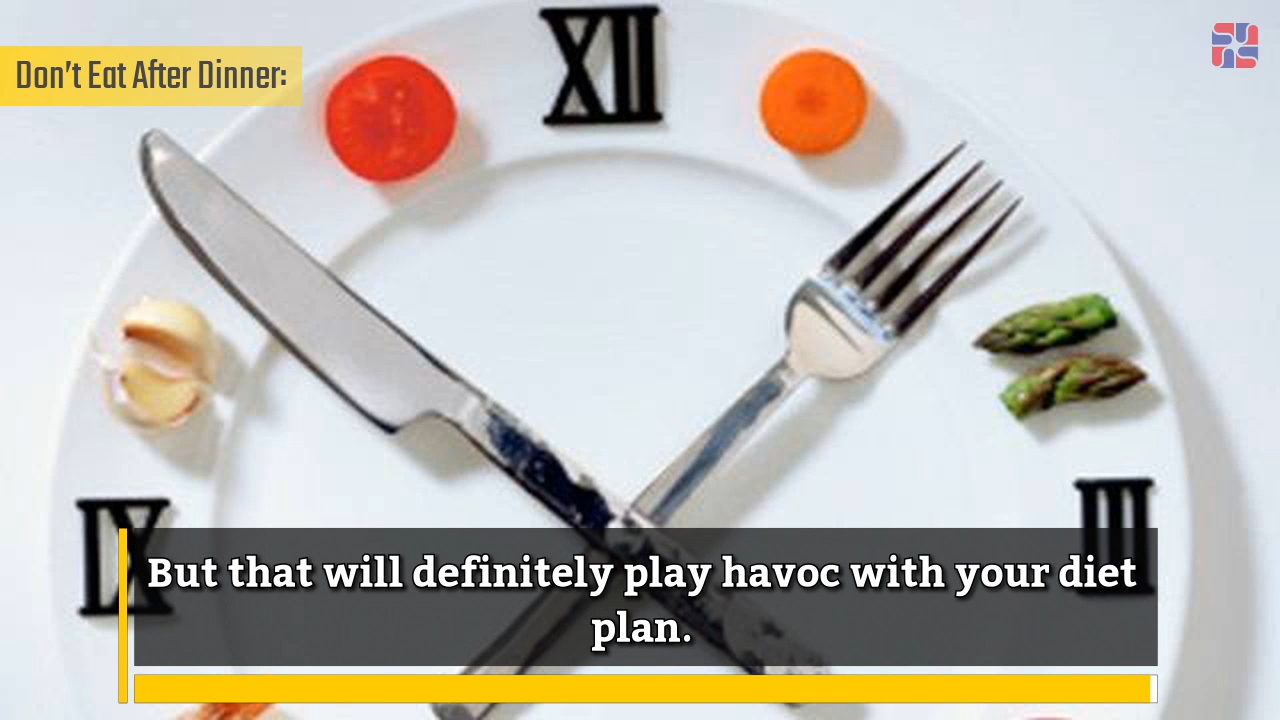 XII
Don't Eat After Dinner:
III
IX
But that will definitely play havoc with your diet
plan.